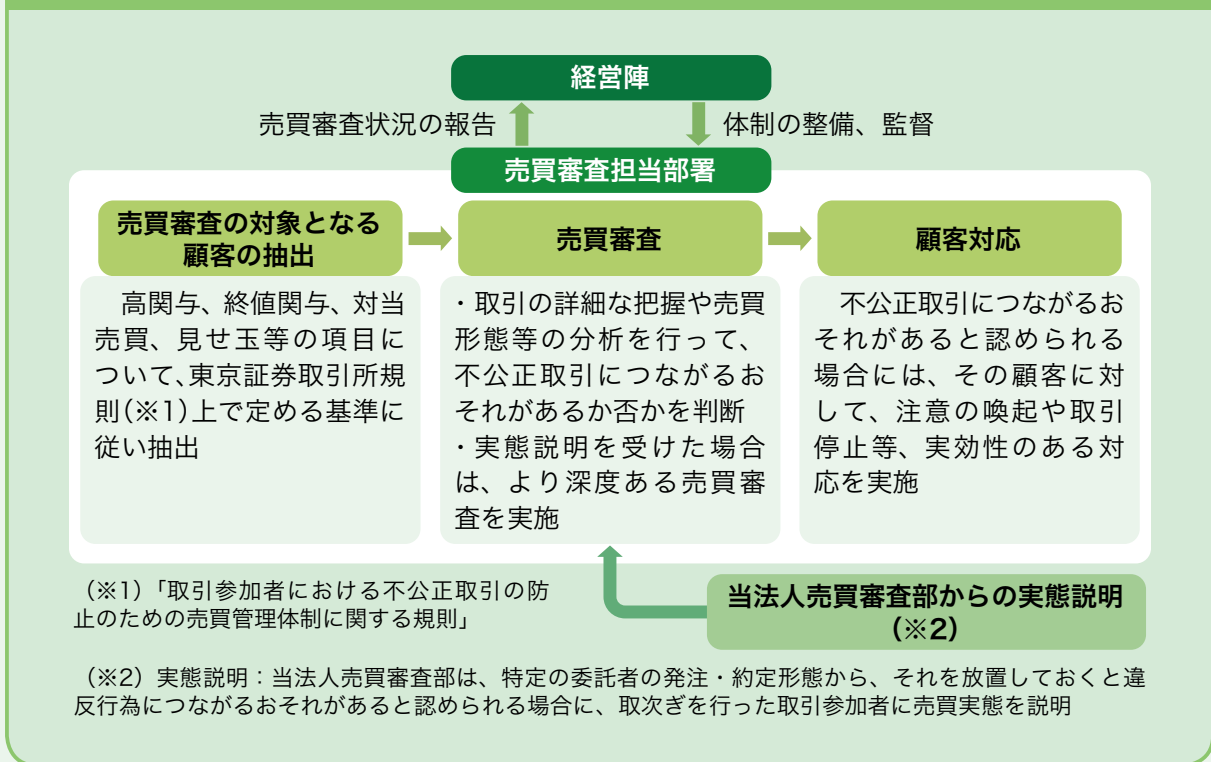 経営陣
売買審査状況の報告
体制の整備、監督
売買審査担当部署
売買審査の対象となる
顧客の抽出
高関与、終値関与、対当
売買、見せ玉等の項目に
ついて、東京証券取引所規
則(※1)上で定める基準に
従い抽出
売買審査
・取引の詳細な把握や売買
形態等の分析を行って、
不公正取引につながるお
それがあるか否かを判断
・実態説明を受けた場合
は、より深度ある売買審
査を実施
顧客対応
不公正取引につながるお
それがあると認められる
場合には、その顧客に対
して、注意の喚起や取引
停止等、実効性のある対
応を実施
(※1)「取引参加者における不公正取引の防
止のための売買管理体制に関する規則」
当法人売買審査部からの実態説明
(※2)
(※2)実態説明：当法人売買審査部は、特定の委託者の発注・約定形態から、それを放置しておくと違
反行為につながるおそれがあると認められる場合に、取次ぎを行った取引参加者に売買実態を説明